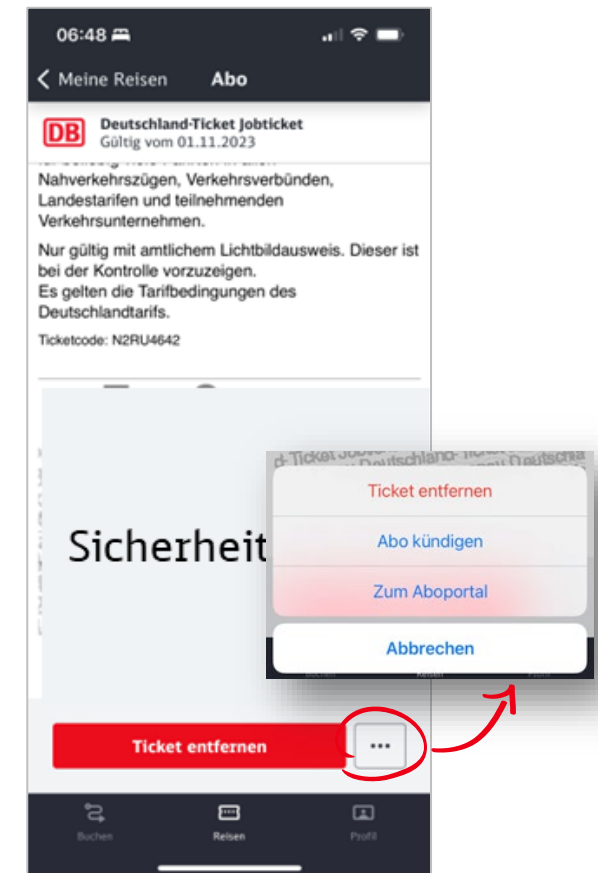 06:48
Meine Reisen Abo
DB Deutschland-Ticket Jobticket
Gültig vom 01.11.2023
Nahverkehrszügen, Verkehrsverbünden,
Landestarifen und teilnehmenden
Verkehrsunternehmen.
Nur gültig mit amtlichem Lichtbildausweis. Dieser ist
bei der Kontrolle vorzuzeigen.
Es gelten die Tarifbedingungen des
Deutschlandtarifs.
Ticketcode: N2RU4642
Sicherheit
Ticket entfernen
Abo kündigen
Zum Aboportal
Abbrechen
Ticket entfernen ...
Buchen Reisen Profil